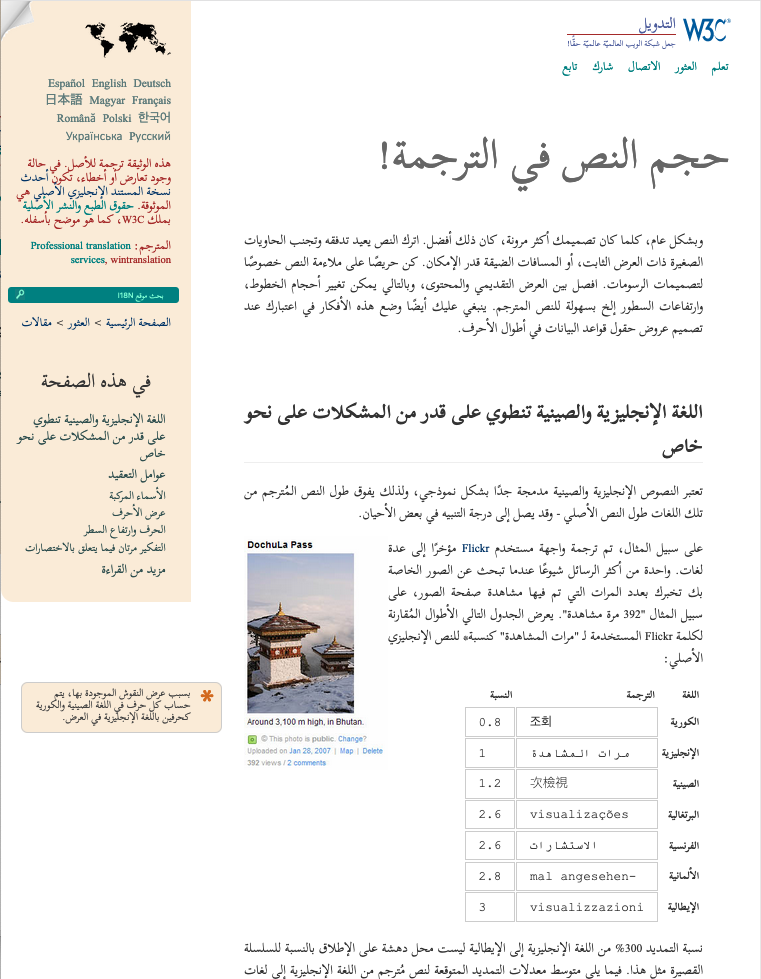 W3C®
التدويل
جعل شبكة الويب العالميّة عالميّة حقًّا!
تعلم العثور الاتصال شارك تابع
حجم النص في الترجمة!
وبشكل عام، كلما كان تصميمك أكثر مرونة، كان ذلك أفضل. اترك النص يعيد تدفقه وتجنب الحاويات
الصغيرة ذات العرض الثابت، أو المسافات الضيقة قدر الإمكان. كن حريصًا على ملاءمة النص خصوصًا
لتصميمات الرسومات. افصل بين العرض التقديمي والمحتوى، وبالتالي يمكن تغيير أحجام الخطوط،
وارتفاعات السطور إلخ بسهولة للنص المترجم. ينبغي عليك أيضًا وضع هذه الأفكار في اعتبارك عند
تصميم عروض حقول قواعد البيانات في أطوال الأحرف.
اللغة الإنجليزية والصينية تنطوي على قدر من المشكلات على نحو
خاص
تعتبر النصوص الإنجليزية والصينية مدمجة جدًا بشكل نموذجي، ولذلك يفوق طول النص المُترجم من
تلك اللغات طول النص الأصلي - وقد يصل إلى درجة التنبيه في بعض الأحيان.
على سبيل المثال، تم ترجمة واجهة مستخدم Flickr مؤخرًا إلى عدة
لغات. واحدة من أكثر الرسائل شيوعًا عندما تبحث عن الصور الخاصة
بك تخبرك بعدد المرات التي تم فيها مشاهدة صفحة الصور، على
سبيل المثال "392 مرة مشاهدة". يعرض الجدول التالي الأطوال المُقارنة
لكلمة Flickr المستخدمة لـ "مرات المشاهدة" كنسبة* للنص الإنجليزي
الأصلي:
DochuLa Pass
Around 3,100 m high, in Bhutan.
© This photo is public. Change?
Uploaded on Jan 28, 2007 | Map | Delete
392 views / 2 comments
اللغة الترجمة النسبة
الكورية 조회 0.8
الإنجليزية مرات المشاهدة 1
الصينية 次檢視 1.2
البرتغالية visualizações 2.6
الفرنسية الاستشارات 2.6
الألمانية mal angesehen- 2.8
الإيطالية visualizzazioni 3
نسبة التمديد 300% من اللغة الإنجليزية إلى الإيطالية ليست محل دهشة على الإطلاق بالنسبة للسلسلة
القصيرة مثل هذا. فيما يلي متوسط معدلات التمديد المتوقعة لنص مُترجم من اللغة الإنجليزية إلى لغات
Español English Deutsch
日本語 Magyar Français
Română Polski 한국어
Українська Русский
هذه الوثيقة ترجمة للأصل. في حالة
وجود تعارض أو أخطاء، تكون أحدث
نسخة المستند الإنجليزي الأصلي هي
الموثوقة. حقوق الطبع والنشر الأصلية
بملك W3C، كما هو موضح بأسفله.
المترجم: Professional translation
services, wintranslation
بحث موقع I18N
الصفحة الرئيسية > العثور > مقالات
في هذه الصفحة
اللغة الإنجليزية والصينية تنطوي
على قدر من المشكلات على نحو
خاص
عوامل التعقيد
الأسماء المركبة
عرض الأحرف
الحرف وارتفاع السطر
التفكير مرتان فيما يتعلق بالاختصارات
مزيد من القراءة
* بسبب عرض النقوش الموجودة بها، يتم
حساب كل حرف في اللغة الصينية والكورية
كحرفين باللغة الإنجليزية في العرض.